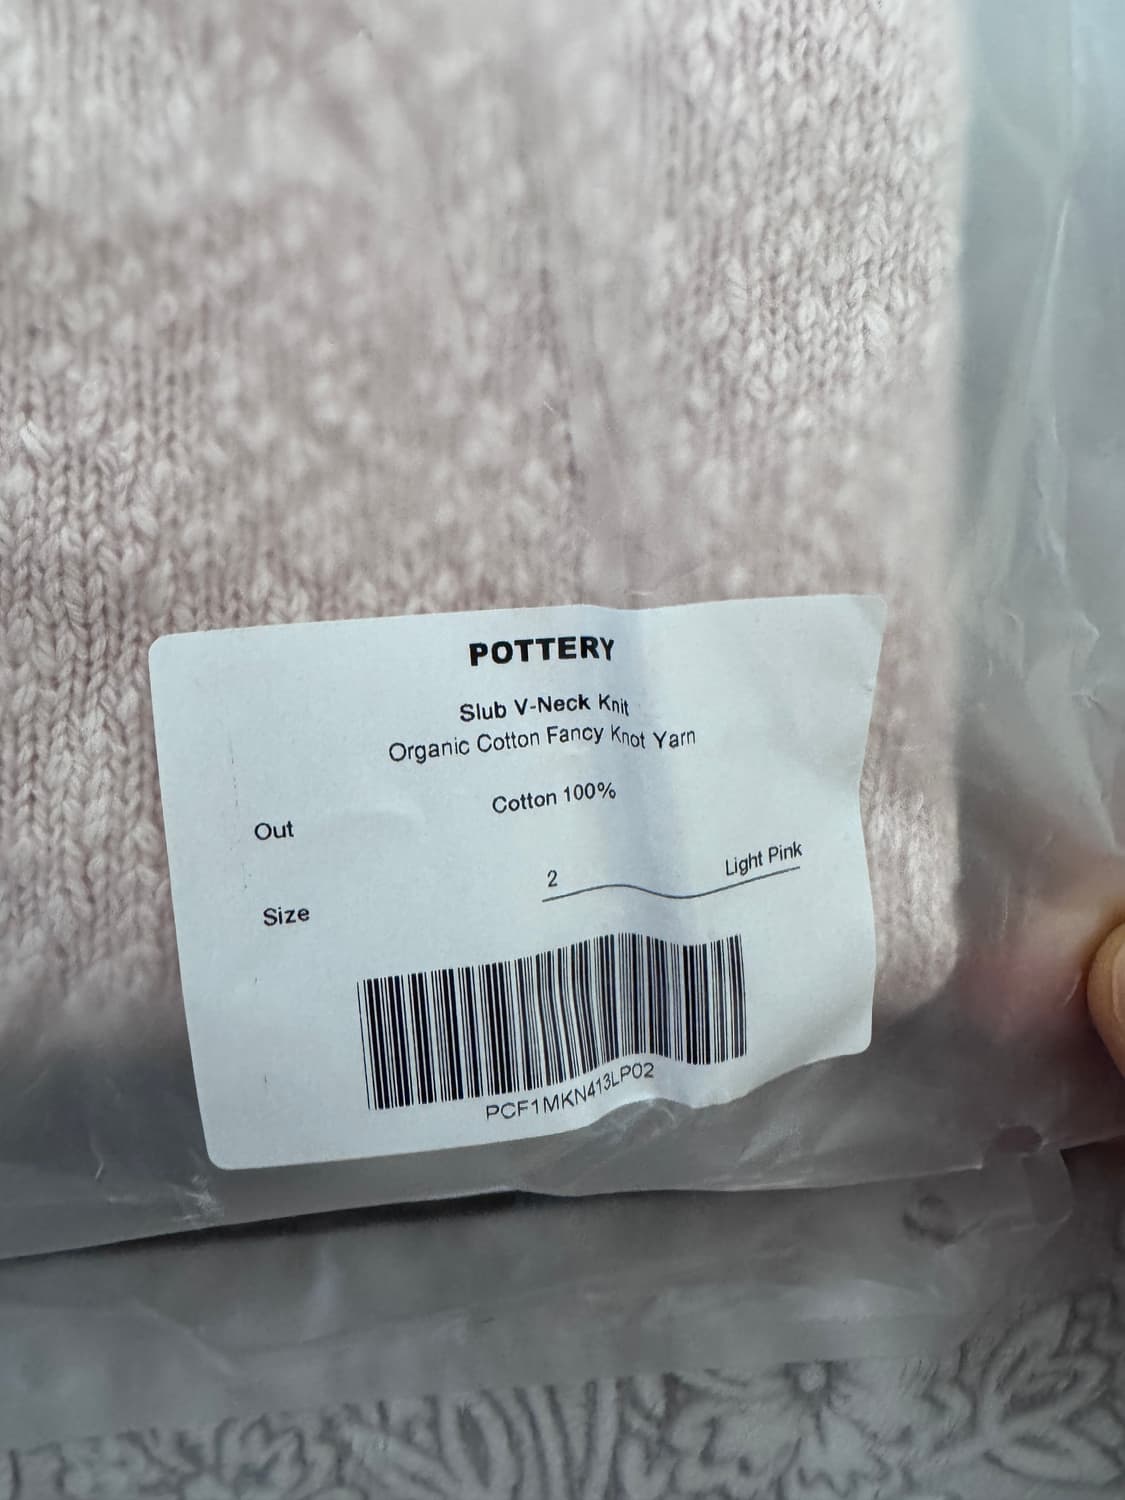 POTTERY
Slub V-Neck Knit
Organic Cotton Fancy Knot Yarn
Cotton 100%
Out
2 Light Pink
Size
PCF1MKN413LP02